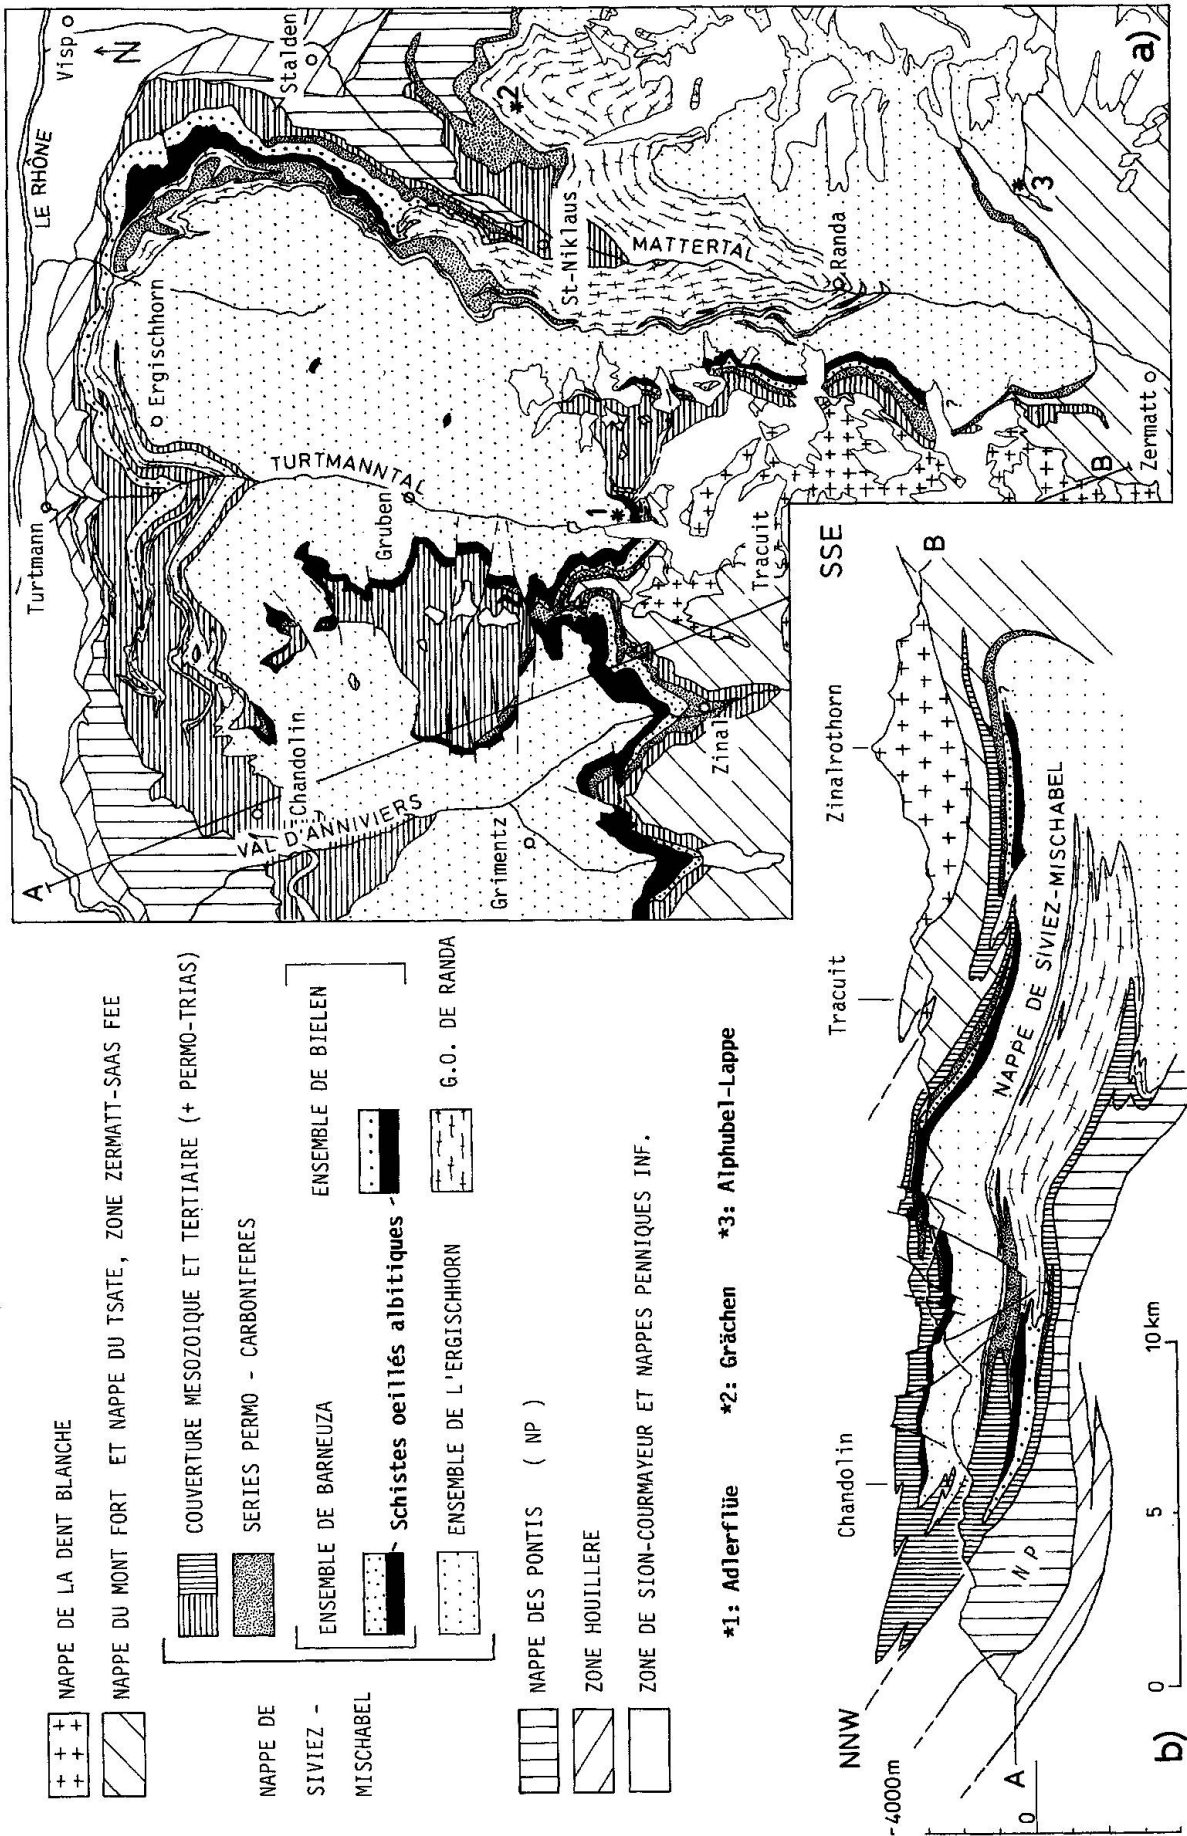 NAPPE DE LA DENT BLANCHE
NAPPE DU MONT FORT ET NAPPE DU TSATE, ZONE ZERMATT-SAAS FEE
COUVERTURE MESOZOIQUE ET TERTIAIRE (+ PERMO-TRIAS)
SERIES PERMO - CARBONIFERES
NAPPE DE
SIVIEZ -
MISCHABEL
ENSEMBLE DE BARNEUZA
ENSEMBLE DE BIELEN
Schistes oeillés albitiques
ENSEMBLE DE L'ERGISCHHORN
G.O. DE RANDA
NAPPE DES PONTIS ( NP )
ZONE HOUILLERE
ZONE DE SION-COURMAYEUR ET NAPPES PENNIQUES INF.
*1: Adlerflüe *2: Grächen *3: Alphubel-Lappe
LE RHÔNE
Visp
N
Turtmann
Stalden
Ergischhorn
*2
A
TURTMANNTAL
St-Niklaus
Chandolin
Gruben
MATTERTAL
VAL D'ANNIVIERS
1 *
Randa
Grimentz
Tracuit
* 3
Zinal
?
B
Zermatt
a)
NNW
SSE
Chandolin
Tracuit
Zinalrothorn
-4000m
A
0
B
NP
NAPPE DE SIVIEZ-MISCHABEL
?
0
5
10km
b)